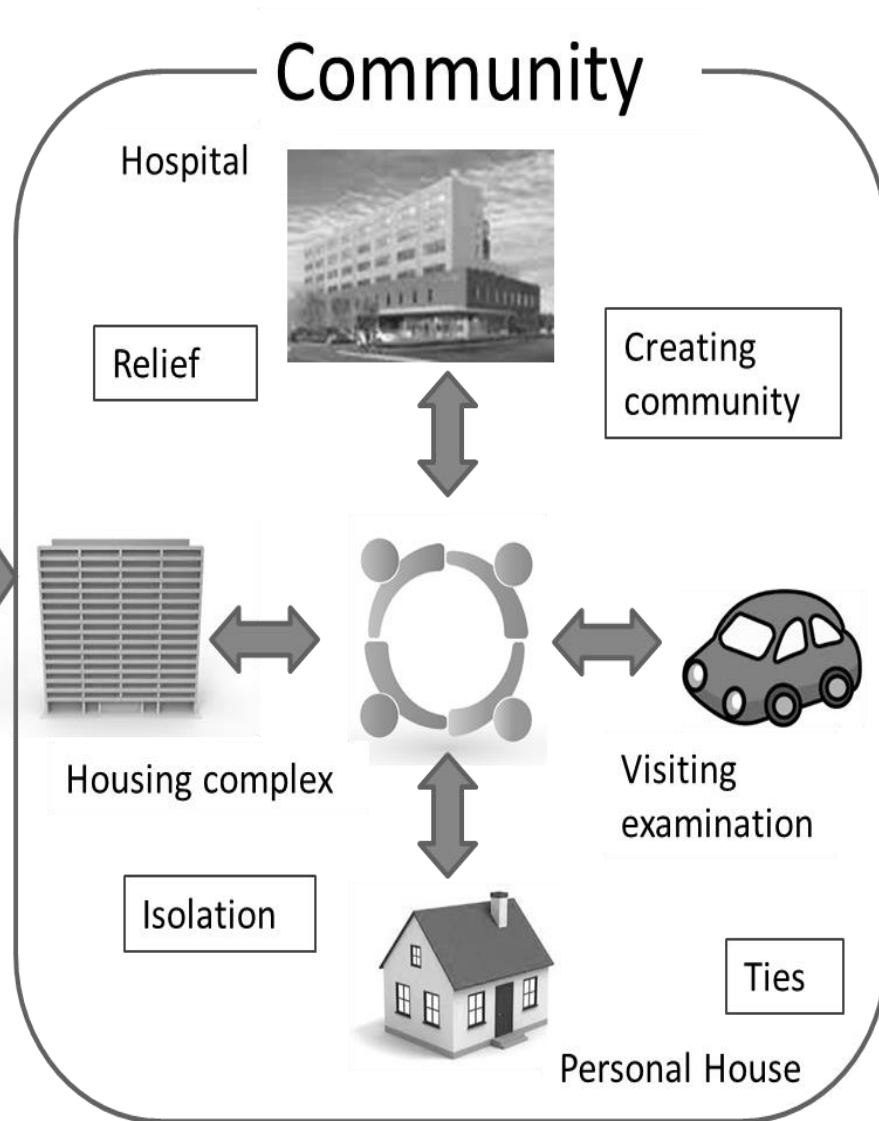 Community
Hospital
Relief
Creating
community
Housing complex
Visiting
examination
Isolation
Ties
Personal House